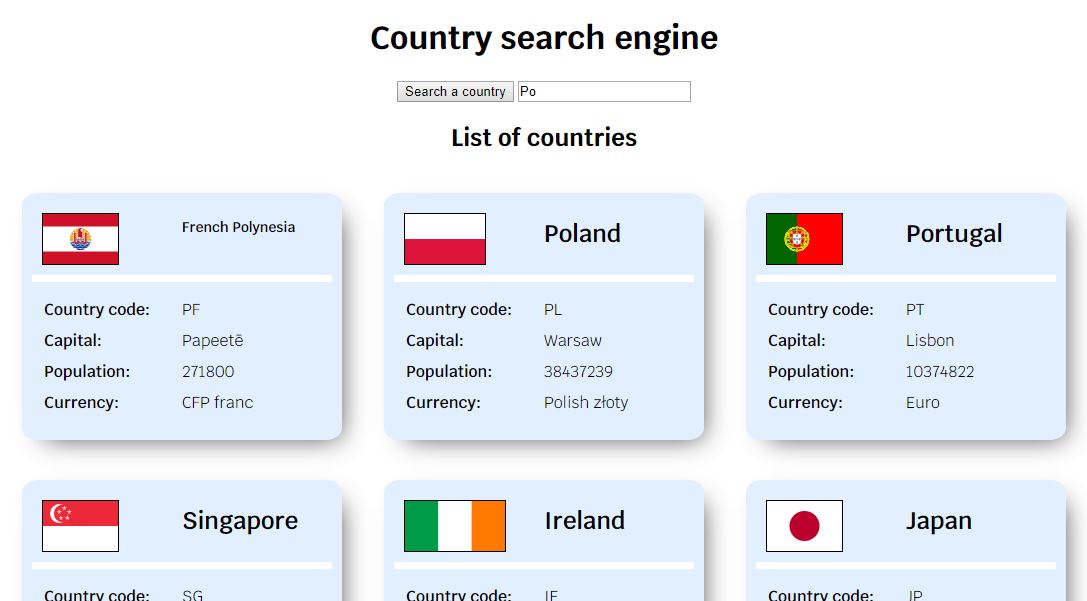 Country search engine
Search a country Po
List of countries
French Polynesia
Country code: PF
Capital: Papeetē
Population: 271800
Currency: CFP franc
Poland
Country code: PL
Capital: Warsaw
Population: 38437239
Currency: Polish złoty
Portugal
Country code: PT
Capital: Lisbon
Population: 10374822
Currency: Euro
Singapore
Country code: SG
Ireland
Country code: IE
Japan
Country code: JP